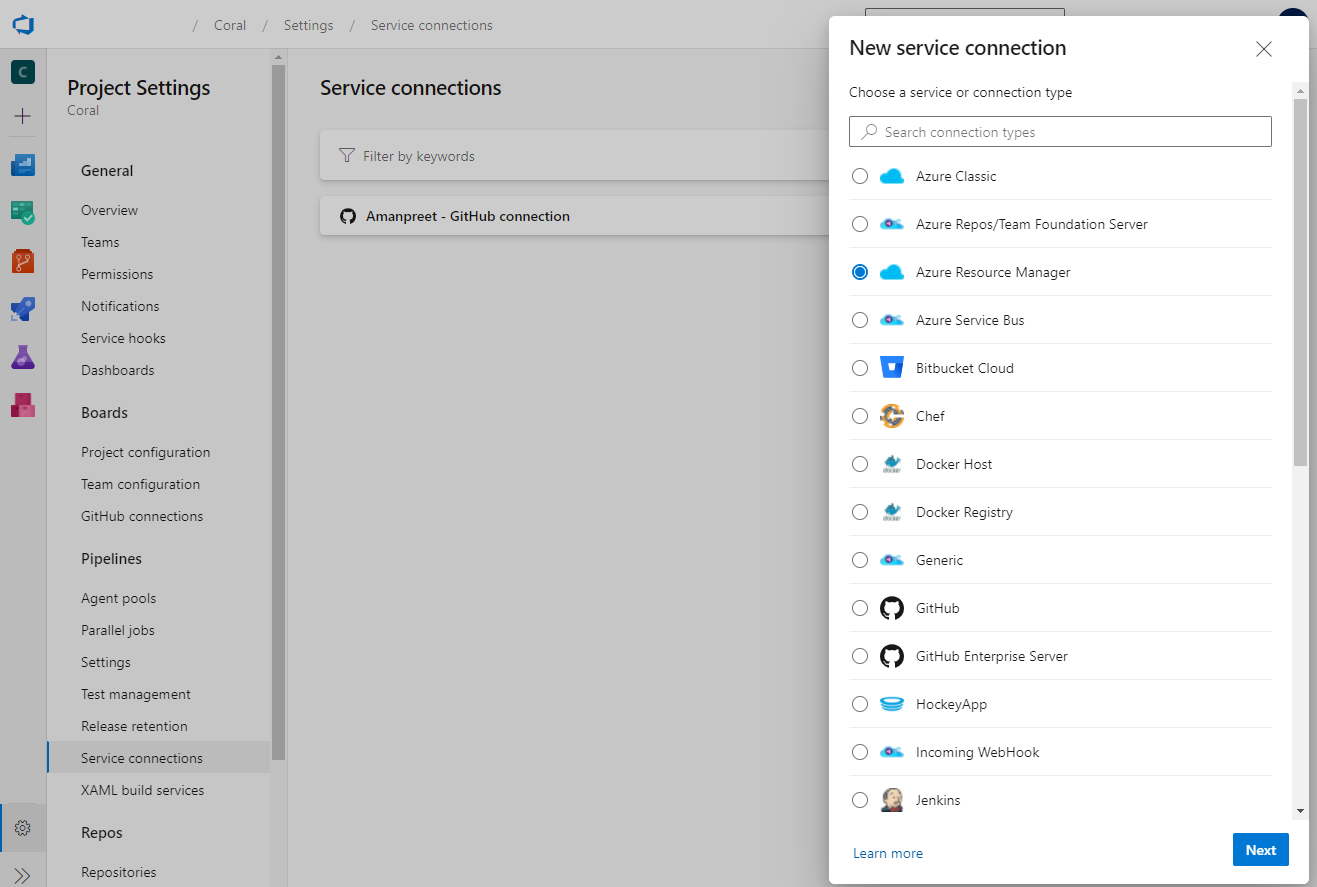 / Coral / Settings / Service connections
C
Project Settings
Coral
General
Overview
Teams
Permissions
Notifications
Service hooks
Dashboards
Boards
Project configuration
Team configuration
GitHub connections
Pipelines
Agent pools
Parallel jobs
Settings
Test management
Release retention
Service connections
XAML build services
Repos
Repositories
Service connections
Filter by keywords
Amanpreet - GitHub connection
New service connection
Choose a service or connection type
Search connection types
Azure Classic
Azure Repos/Team Foundation Server
Azure Resource Manager
Azure Service Bus
Bitbucket Cloud
Chef
docker
Docker Host
docker
Docker Registry
Generic
GitHub
GitHub Enterprise Server
HockeyApp
Incoming WebHook
Jenkins
Learn more
Next